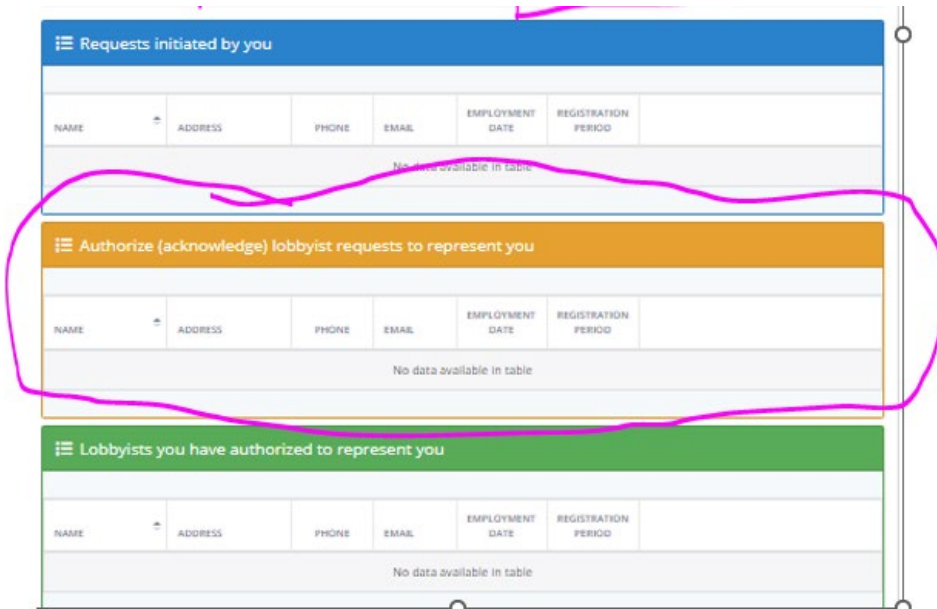 Requests initiated by you
NAME ADDRESS PHONE EMAIL EMPLOYMENT DATE REGISTRATION PERIOD
No data available in table
Authorize (acknowledge) lobbyist requests to represent you
NAME ADDRESS PHONE EMAIL EMPLOYMENT DATE REGISTRATION PERIOD
No data available in table
Lobbyists you have authorized to represent you
NAME ADDRESS PHONE EMAIL EMPLOYMENT DATE REGISTRATION PERIOD
No data available in table